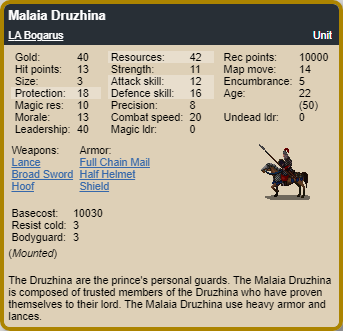 Malaia Druzhina
LA Bogarus Unit
Gold: 40 Resources: 42 Rec points: 10000
Hit points: 13 Strength: 11 Map move: 14
Size: 3 Attack skill: 12 Encumbrance: 5
Protection: 18 Defence skill: 16 Age: 22
Magic res: 10 Precision: 8 (50)
Morale: 13 Combat speed: 20 Undead ldr: 0
Leadership: 40 Magic ldr: 0
Weapons: Armor:
Lance Full Chain Mail
Broad Sword Half Helmet
Hoof Shield
Basecost: 10030
Resist cold: 3
Bodyguard: 3
(Mounted)
The Druzhina are the prince's personal guards. The Malaia Druzhina
is composed of trusted members of the Druzhina who have proven
themselves to their lord. The Malaia Druzhina use heavy armor and
lances.